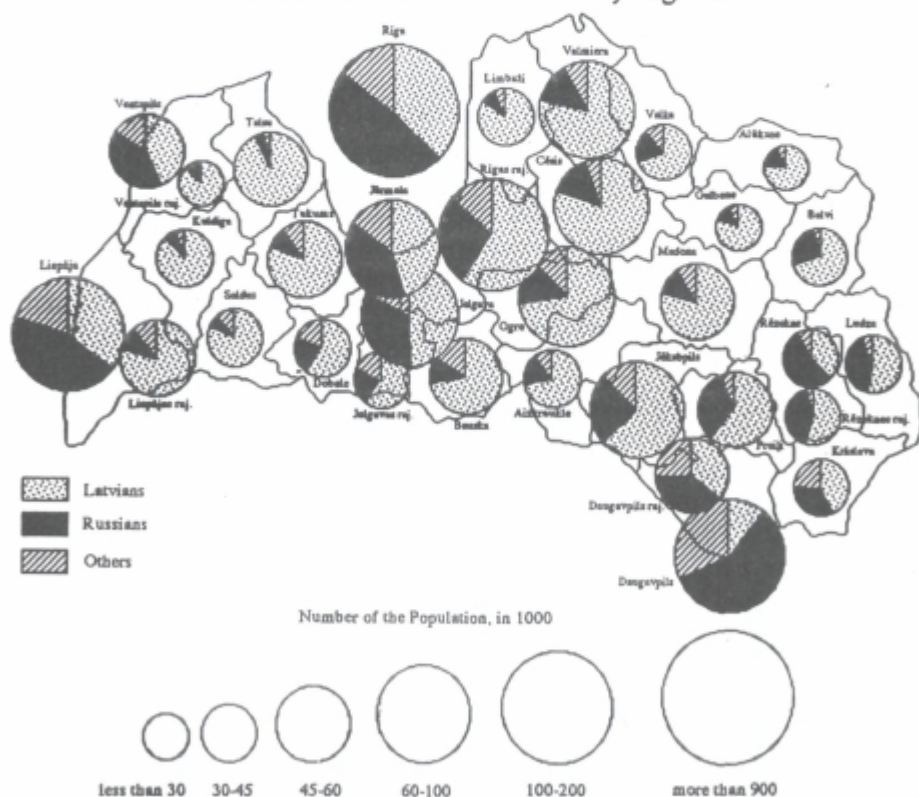 Riga
Valmiera
Limbaži
Ventspils
Talsi
Valka
Alūksne
Cēsis
Rīgas raj.
Ventspils raj.
Jūrmala
Gulbene
Balvi
Kuldīga
Tukums
Madona
Liepāja
Saldus
Jelgava
Ogre
Rēzekne
Ludza
Jēkabpils
Dobele
Liepājas raj.
Jelgavas raj.
Bauska
Aizkraukle
Rēzeknes raj.
Preiļi
Krāslava
Latvians
Russians
Daugavpils raj.
Others
Daugavpils
Number of the Population, in 1000
less than 30 30-45 45-60 60-100 100-200 more than 900